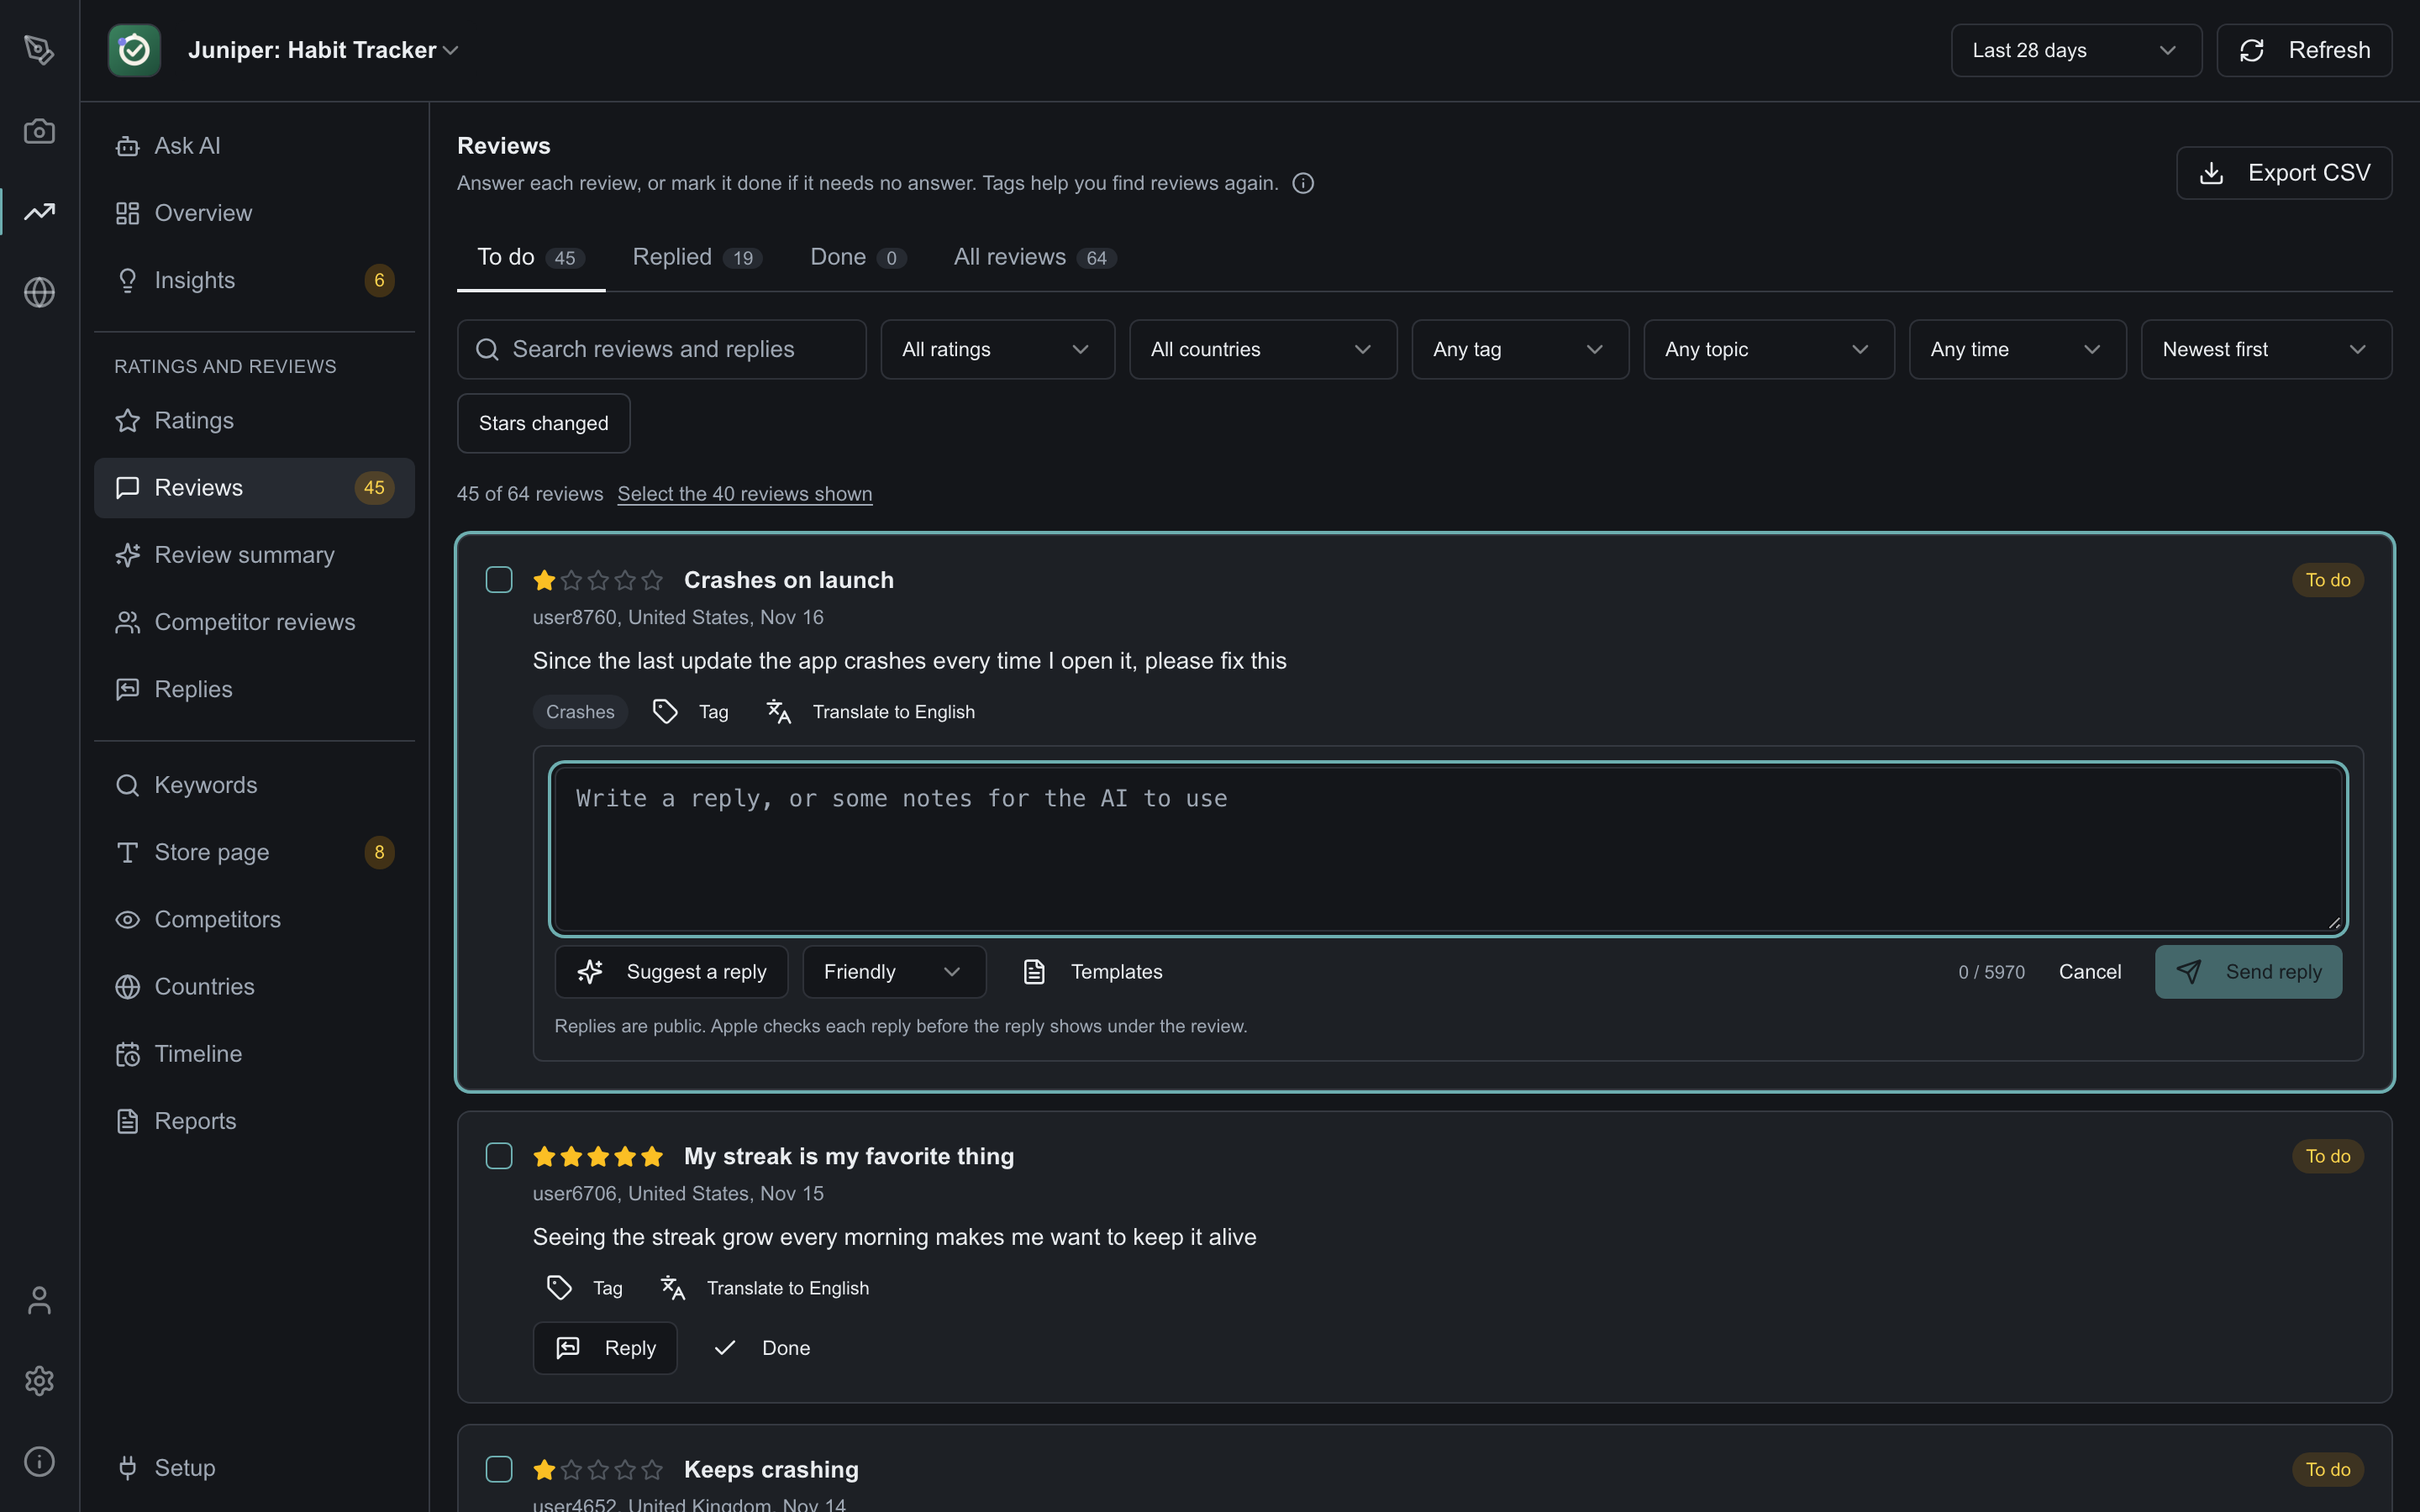 Juniper: Habit Tracker
Last 28 days
Refresh
Ask AI
Overview
Insights 6
RATINGS AND REVIEWS
Ratings
Reviews 45
Review summary
Competitor reviews
Replies
Keywords
Store page 8
Competitors
Countries
Timeline
Reports
Setup
Reviews
Answer each review, or mark it done if it needs no answer. Tags help you find reviews again.
Export CSV
To do 45 Replied 19 Done 0 All reviews 64
Search reviews and replies All ratings All countries Any tag Any topic Any time Newest first
Stars changed
45 of 64 reviews Select the 40 reviews shown
Crashes on launch To do
user8760, United States, Nov 16
Since the last update the app crashes every time I open it, please fix this
Crashes Tag Translate to English
Write a reply, or some notes for the AI to use
Suggest a reply Friendly Templates 0 / 5970 Cancel Send reply
Replies are public. Apple checks each reply before the reply shows under the review.
My streak is my favorite thing To do
user6706, United States, Nov 15
Seeing the streak grow every morning makes me want to keep it alive
Tag Translate to English
Reply Done
Keeps crashing To do
user4652, United Kingdom, Nov 14